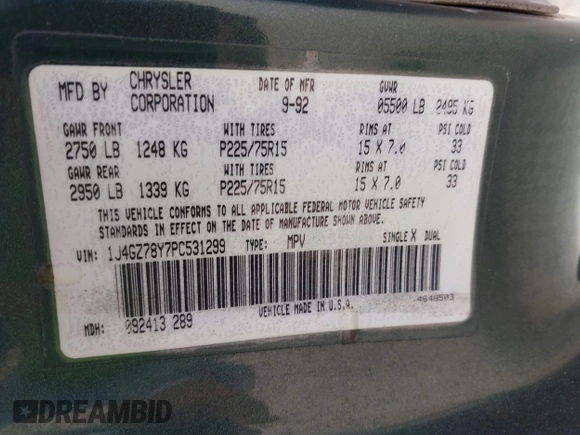 MFD BY CHRYSLER CORPORATION DATE OF MFR 9-92 GVWR 05500 LB 2495 KG
GAWR FRONT WITH TIRES RIMS AT PSI COLD
2750 LB 1248 KG P225/75R15 15 X 7.0 33
GAWR REAR WITH TIRES RIMS AT PSI COLD
2950 LB 1339 KG P225/75R15 15 X 7.0 33
THIS VEHICLE CONFORMS TO ALL APPLICABLE FEDERAL MOTOR VEHICLE SAFETY
STANDARDS IN EFFECT ON THE DATE OF MANUFACTURE SHOWN ABOVE
VIN: 1J4GZ78Y7PC531299 TYPE: MPV SINGLE X DUAL
MDH: 092413 289 VEHICLE MADE IN U.S.A. 4648503
DREAMBID